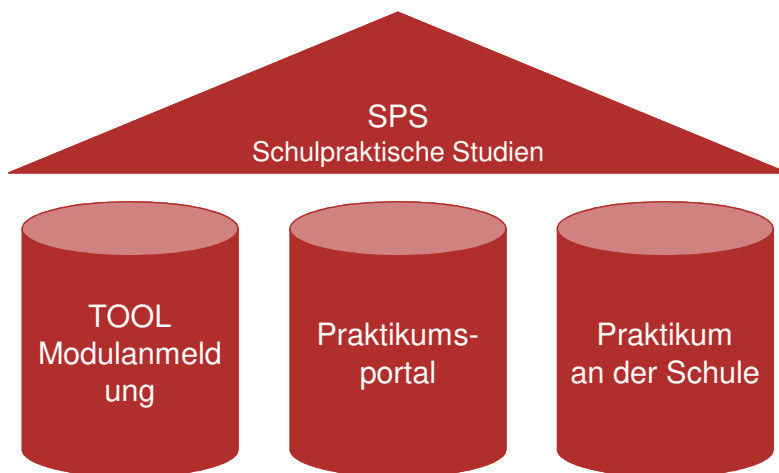 SPS
Schulpraktische Studien
TOOL
Modulanmeld
ung
Praktikums-
portal
Praktikum
an der Schule